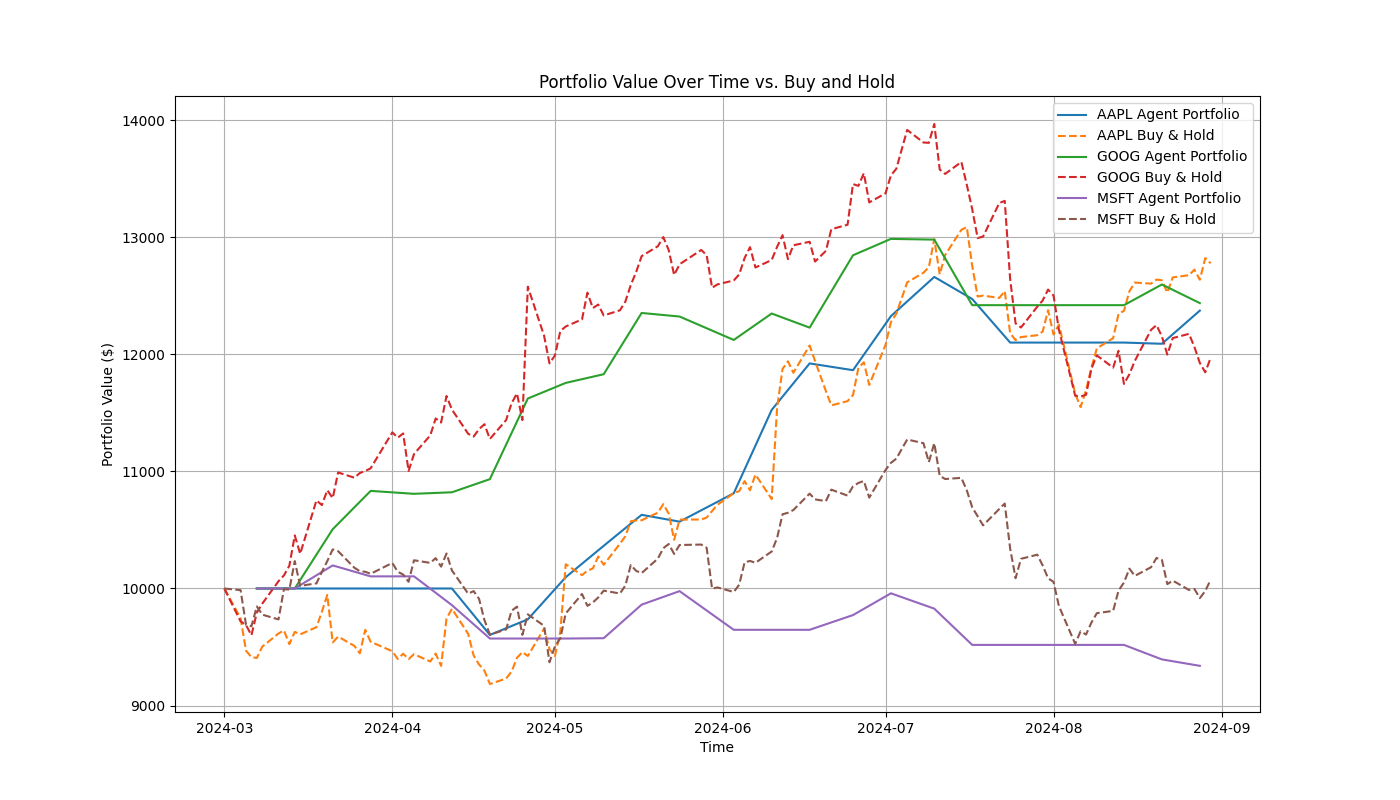 Portfolio Value Over Time vs. Buy and Hold
AAPL Agent Portfolio
AAPL Buy & Hold
GOOG Agent Portfolio
GOOG Buy & Hold
MSFT Agent Portfolio
MSFT Buy & Hold
Portfolio Value ($)
14000
13000
12000
11000
10000
9000
2024-03 2024-04 2024-05 2024-06 2024-07 2024-08 2024-09
Time